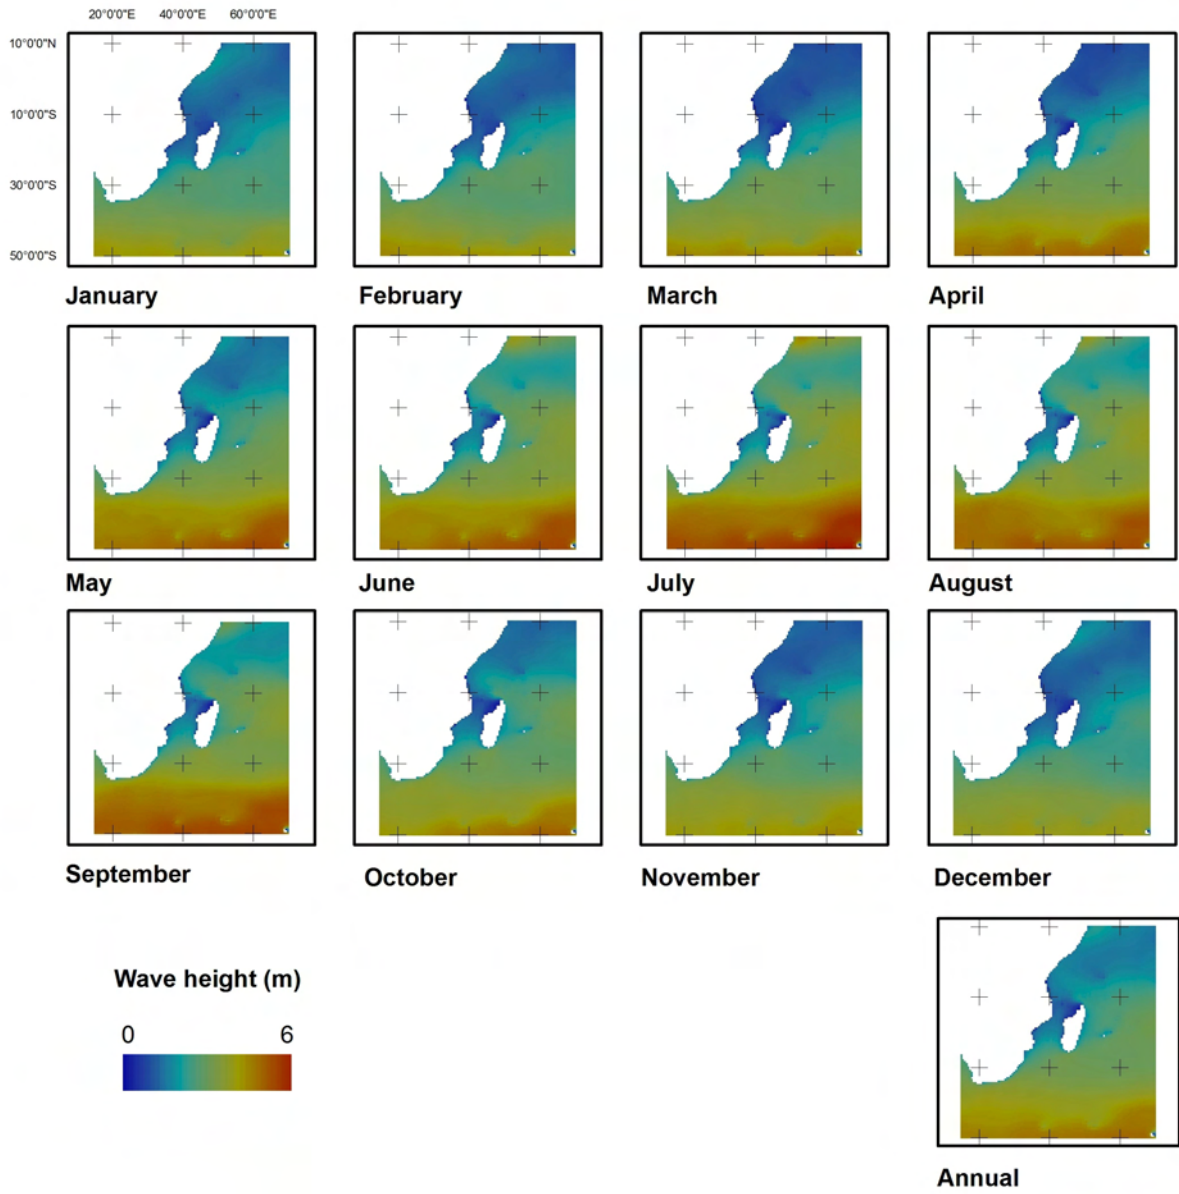 20°0'0"E 40°0'0"E 60°0'0"E
10°0'0"N
10°0'0"S
30°0'0"S
50°0'0"S
January February March April
May June July August
September October November December
Wave height (m)
0 6
Annual